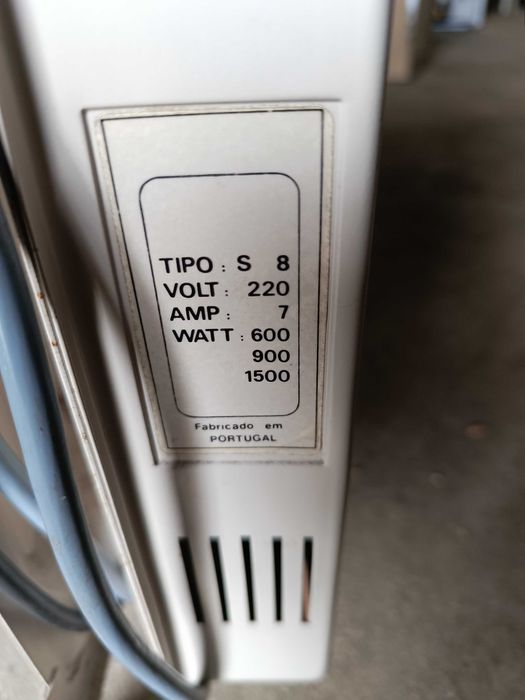 TIPO : S 8
VOLT : 220
AMP : 7
WATT : 600
900
1500
Fabricado em
PORTUGAL